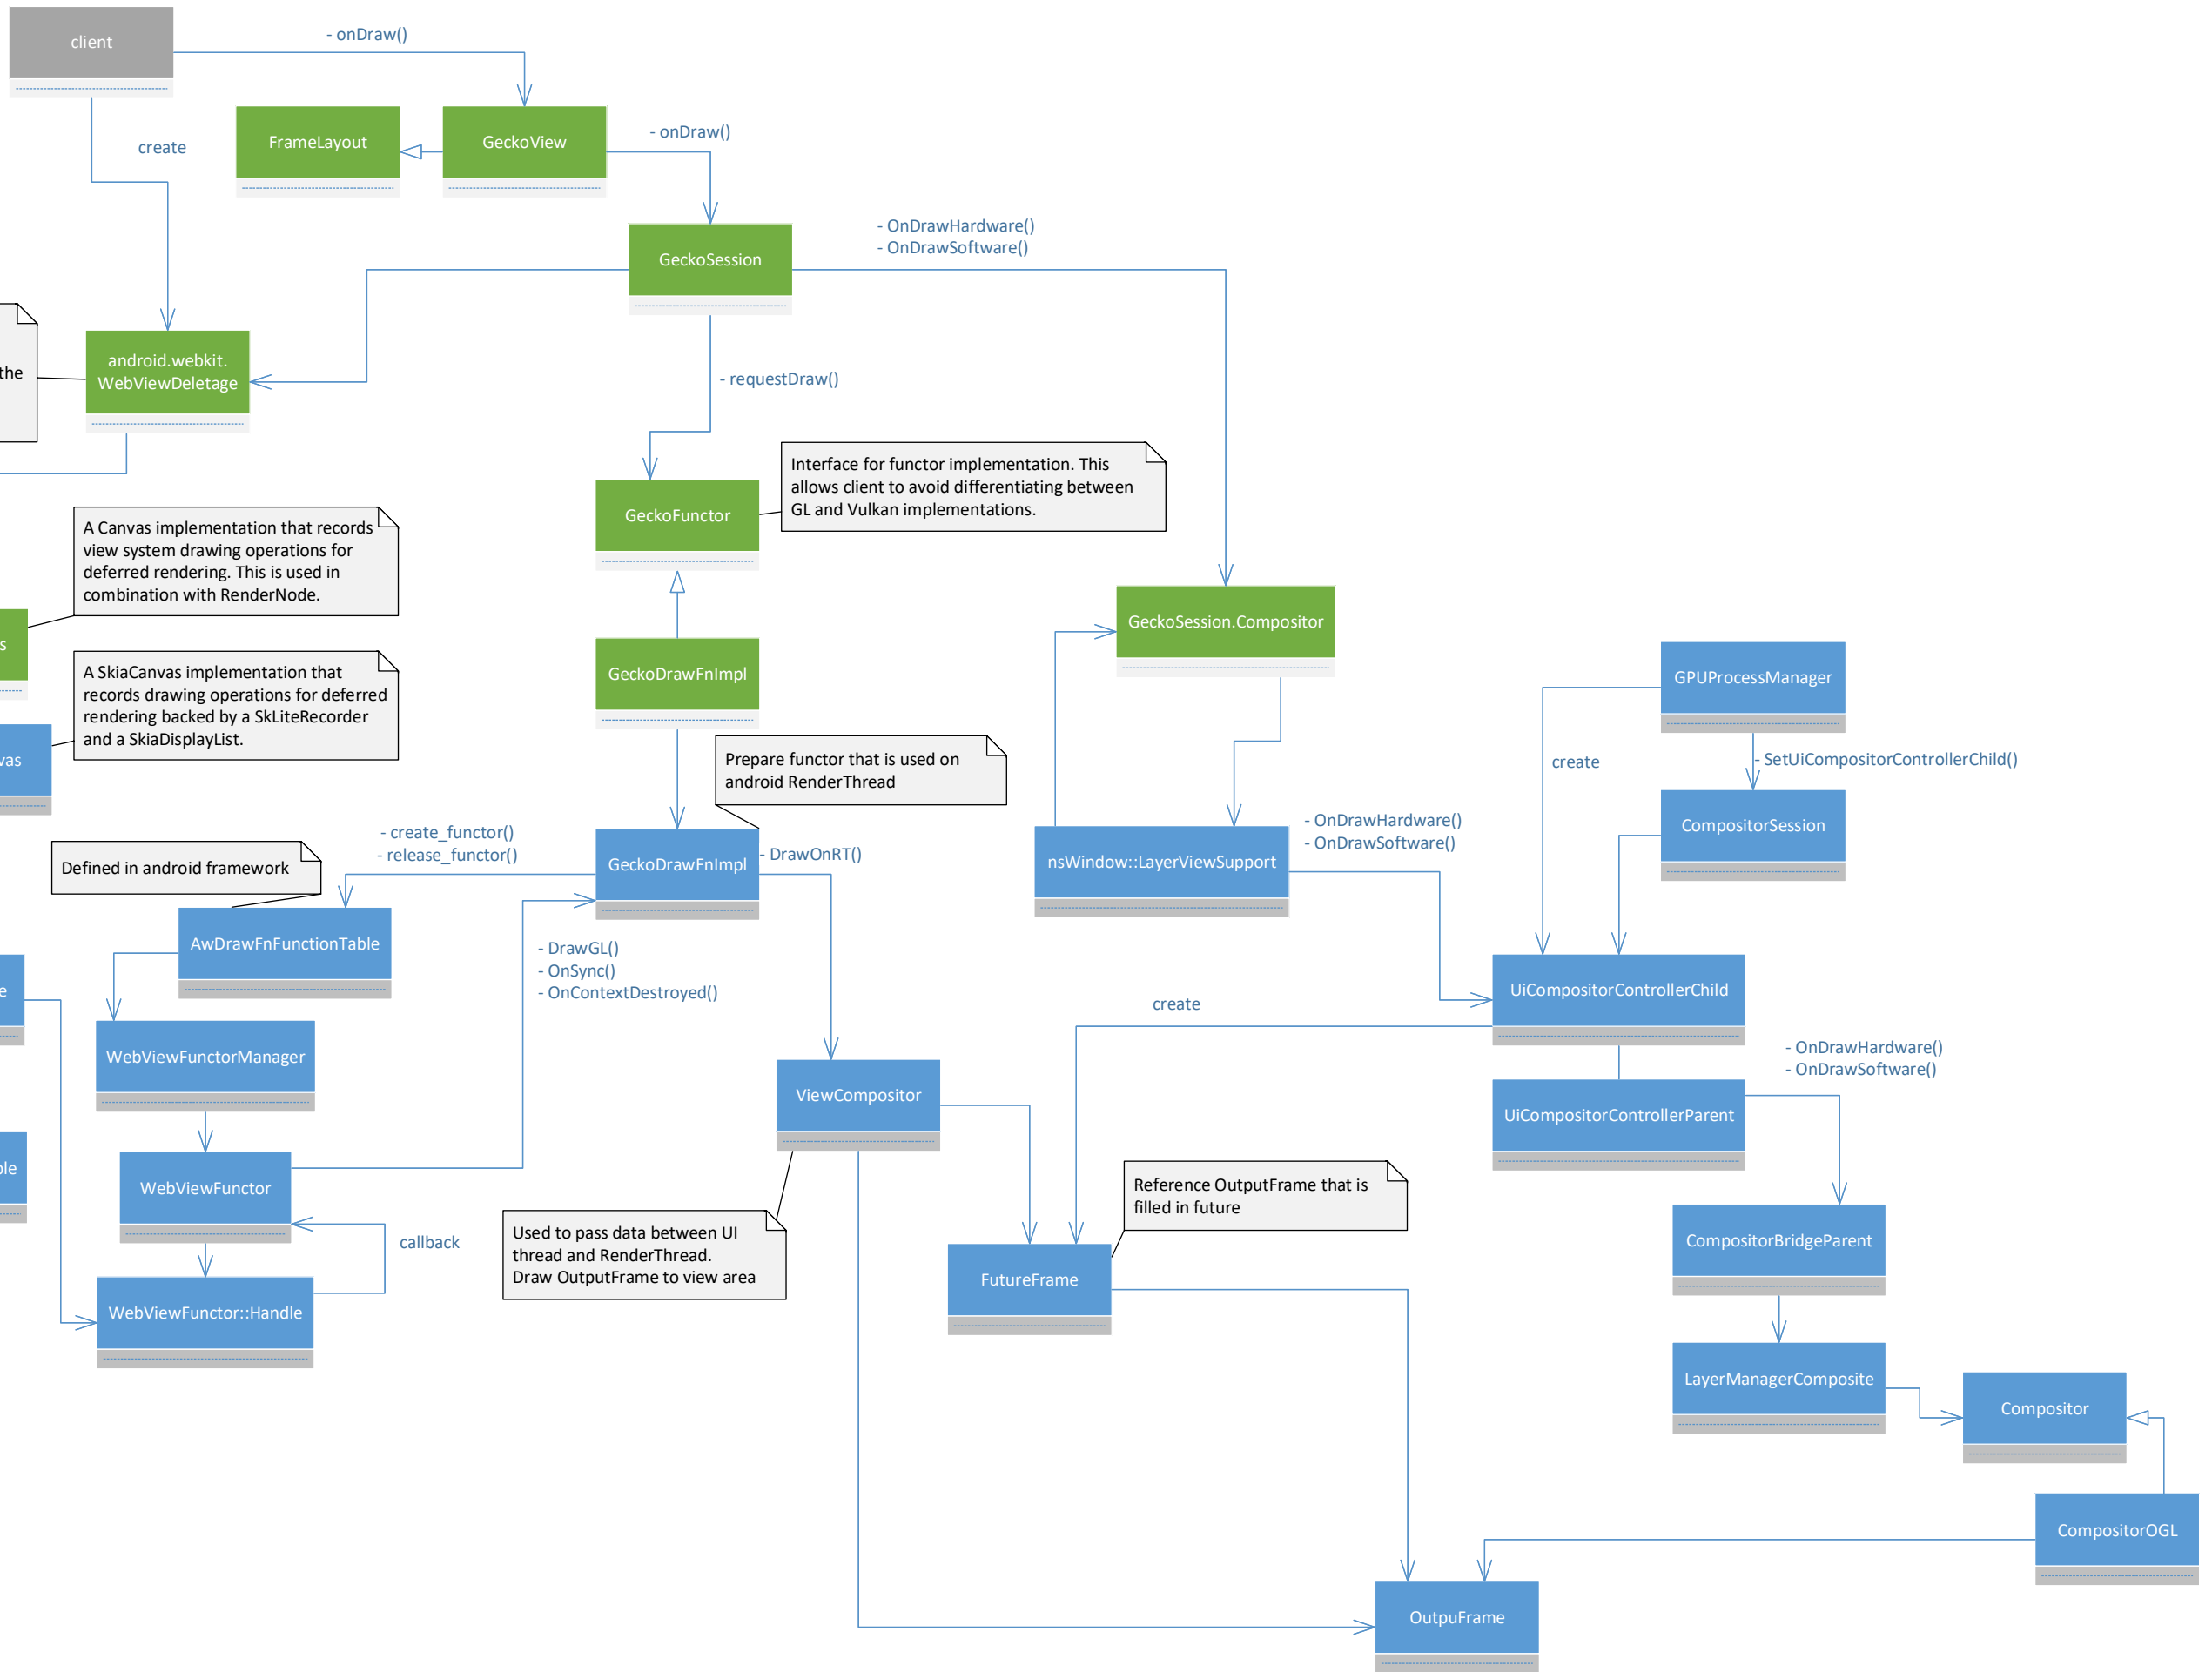 client
- onDraw()
create
FrameLayout
GeckoView
- onDraw()
GeckoSession
- OnDrawHardware()
- OnDrawSoftware()
the
android.webkit.
WebViewDeletage
- requestDraw()
Interface for functor implementation. This
allows client to avoid differentiating between
GL and Vulkan implementations.
GeckoFunctor
A Canvas implementation that records
view system drawing operations for
deferred rendering. This is used in
combination with RenderNode.
s
GeckoSession.Compositor
A SkiaCanvas implementation that
records drawing operations for deferred
rendering backed by a SkLiteRecorder
and a SkiaDisplayList.
vas
GeckoDrawFnImpl
GPUProcessManager
Prepare functor that is used on
android RenderThread
create
- SetUiCompositorControllerChild()
- create_functor()
- release_functor()
Defined in android framework
GeckoDrawFnImpl
- DrawOnRT()
nsWindow::LayerViewSupport
- OnDrawHardware()
- OnDrawSoftware()
CompositorSession
AwDrawFnFunctionTable
- DrawGL()
- OnSync()
- OnContextDestroyed()
e
create
UiCompositorControllerChild
WebViewFunctorManager
- OnDrawHardware()
- OnDrawSoftware()
ViewCompositor
UiCompositorControllerParent
ole
WebViewFunctor
callback
Used to pass data between UI
thread and RenderThread.
Draw OutputFrame to view area
Reference OutputFrame that is
filled in future
CompositorBridgeParent
FutureFrame
WebViewFunctor::Handle
LayerManagerComposite
Compositor
CompositorOGL
OutpuFrame